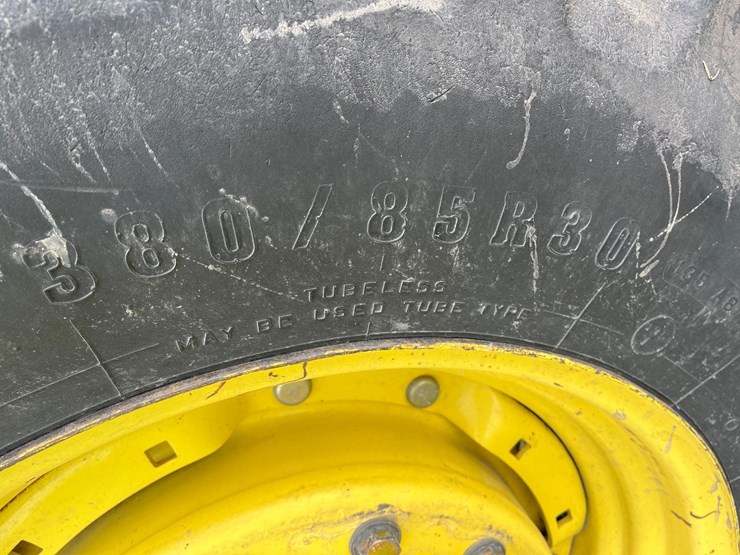 380/85R30
TUBELESS
MAY BE USED TUBE TYPE